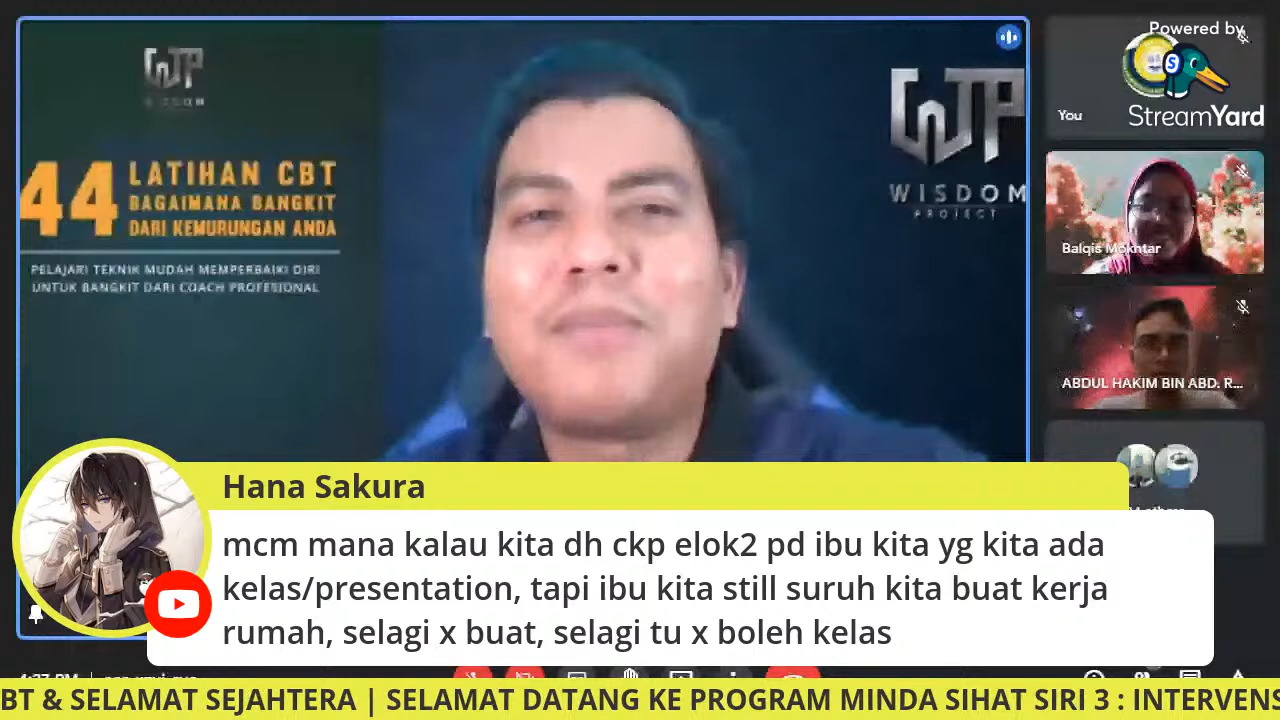 WISDOM
44 LATIHAN CBT
BAGAIMANA BANGKIT
DARI KEMURUNGAN ANDA
PELAJARI TEKNIK MUDAH MEMPERBAIKI DIRI
UNTUK BANGKIT DARI COACH PROFESIONAL
WP
WISDOM
PROJECT
Powered by
StreamYard
You
Balqis Mokhtar
ABDUL HAKIM BIN ABD. R...
Hana Sakura
mcm mana kalau kita dh ckp elok2 pd ibu kita yg kita ada
kelas/presentation, tapi ibu kita still suruh kita buat kerja
rumah, selagi x buat, selagi tu x boleh kelas
BT & SELAMAT SEJAHTERA | SELAMAT DATANG KE PROGRAM MINDA SIHAT SIRI 3 : INTERVENS